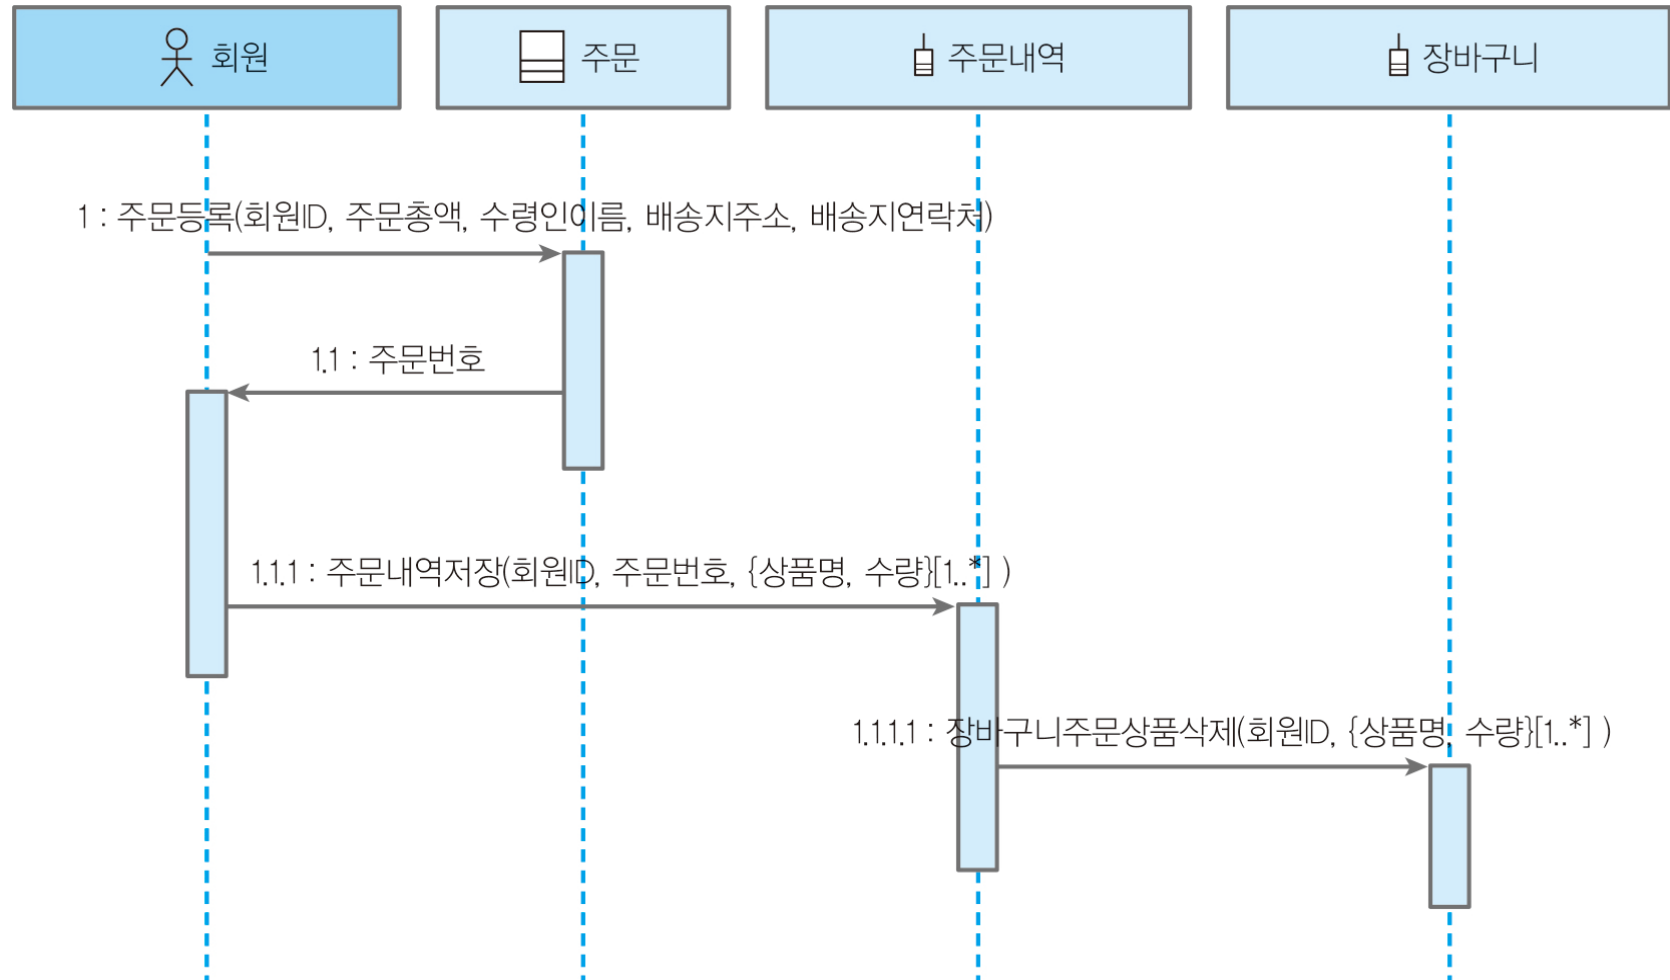 회원
주문
주문내역
장바구니
1 : 주문등록(회원ID, 주문총액, 수령인이름, 배송지주소, 배송지연락처)
1.1 : 주문번호
1.1.1 : 주문내역저장(회원ID, 주문번호, {상품명, 수량}[1..*] )
1.1.1.1 : 장바구니주문상품삭제(회원ID, {상품명, 수량}[1..*] )